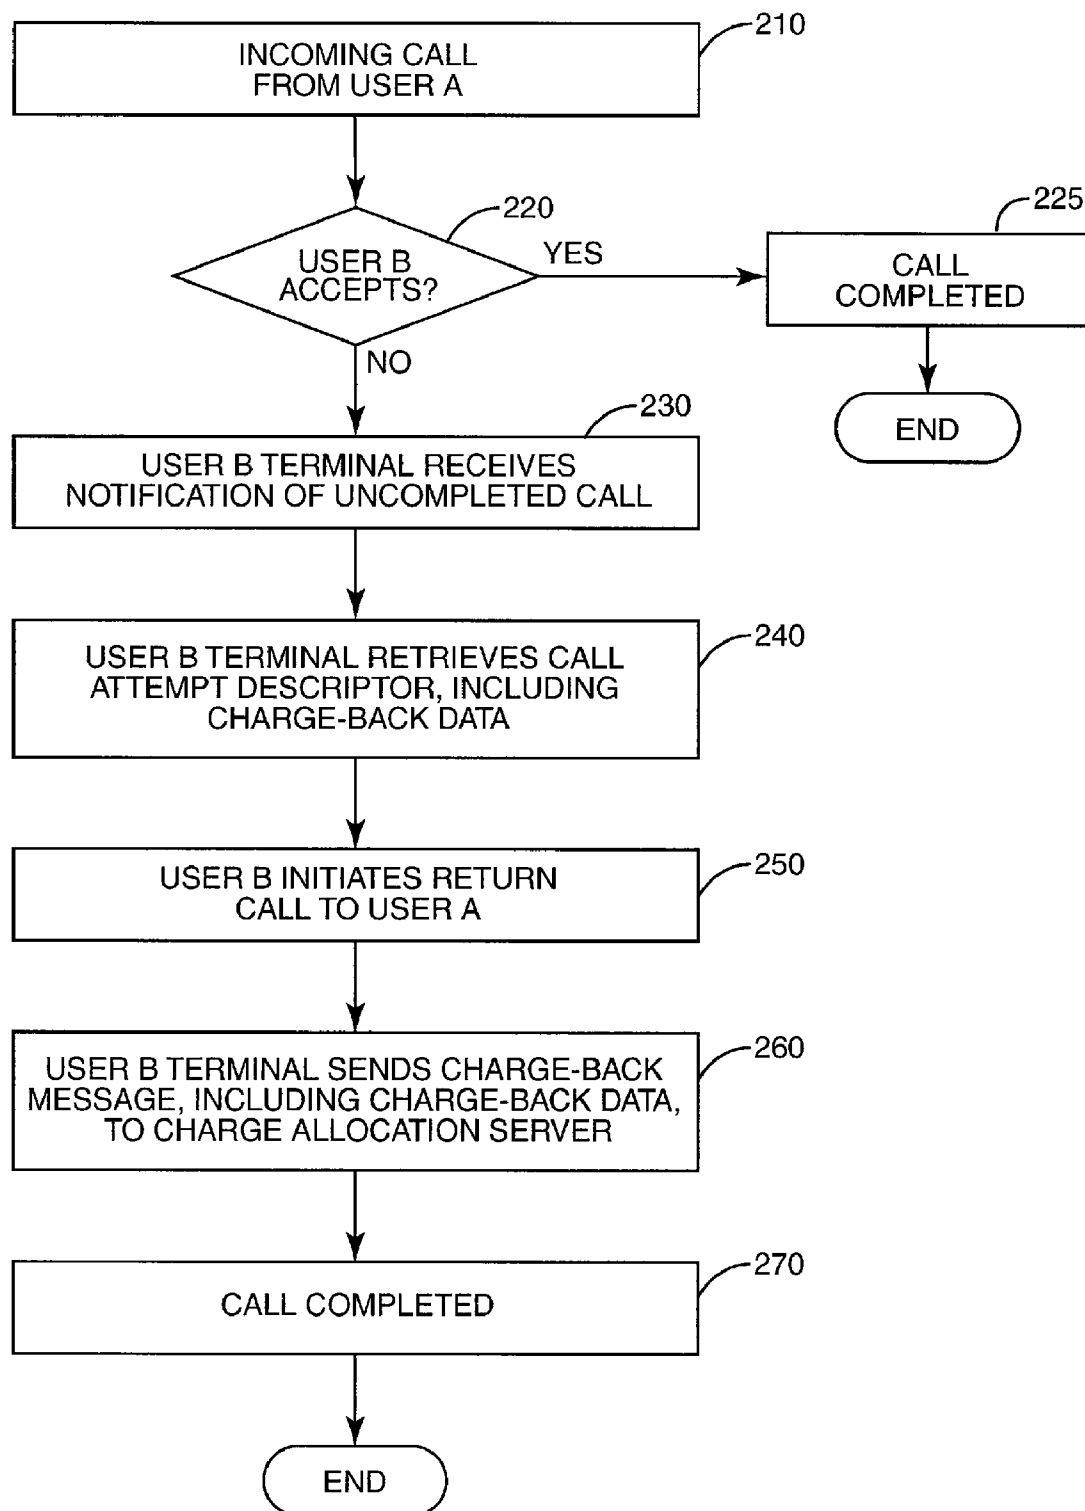 210
INCOMING CALL
FROM USER A
220
USER B
ACCEPTS?
YES
225
CALL
COMPLETED
END
NO
230
USER B TERMINAL RECEIVES
NOTIFICATION OF UNCOMPLETED CALL
240
USER B TERMINAL RETRIEVES CALL
ATTEMPT DESCRIPTOR, INCLUDING
CHARGE-BACK DATA
250
USER B INITIATES RETURN
CALL TO USER A
260
USER B TERMINAL SENDS CHARGE-BACK
MESSAGE, INCLUDING CHARGE-BACK DATA,
TO CHARGE ALLOCATION SERVER
270
CALL COMPLETED
END